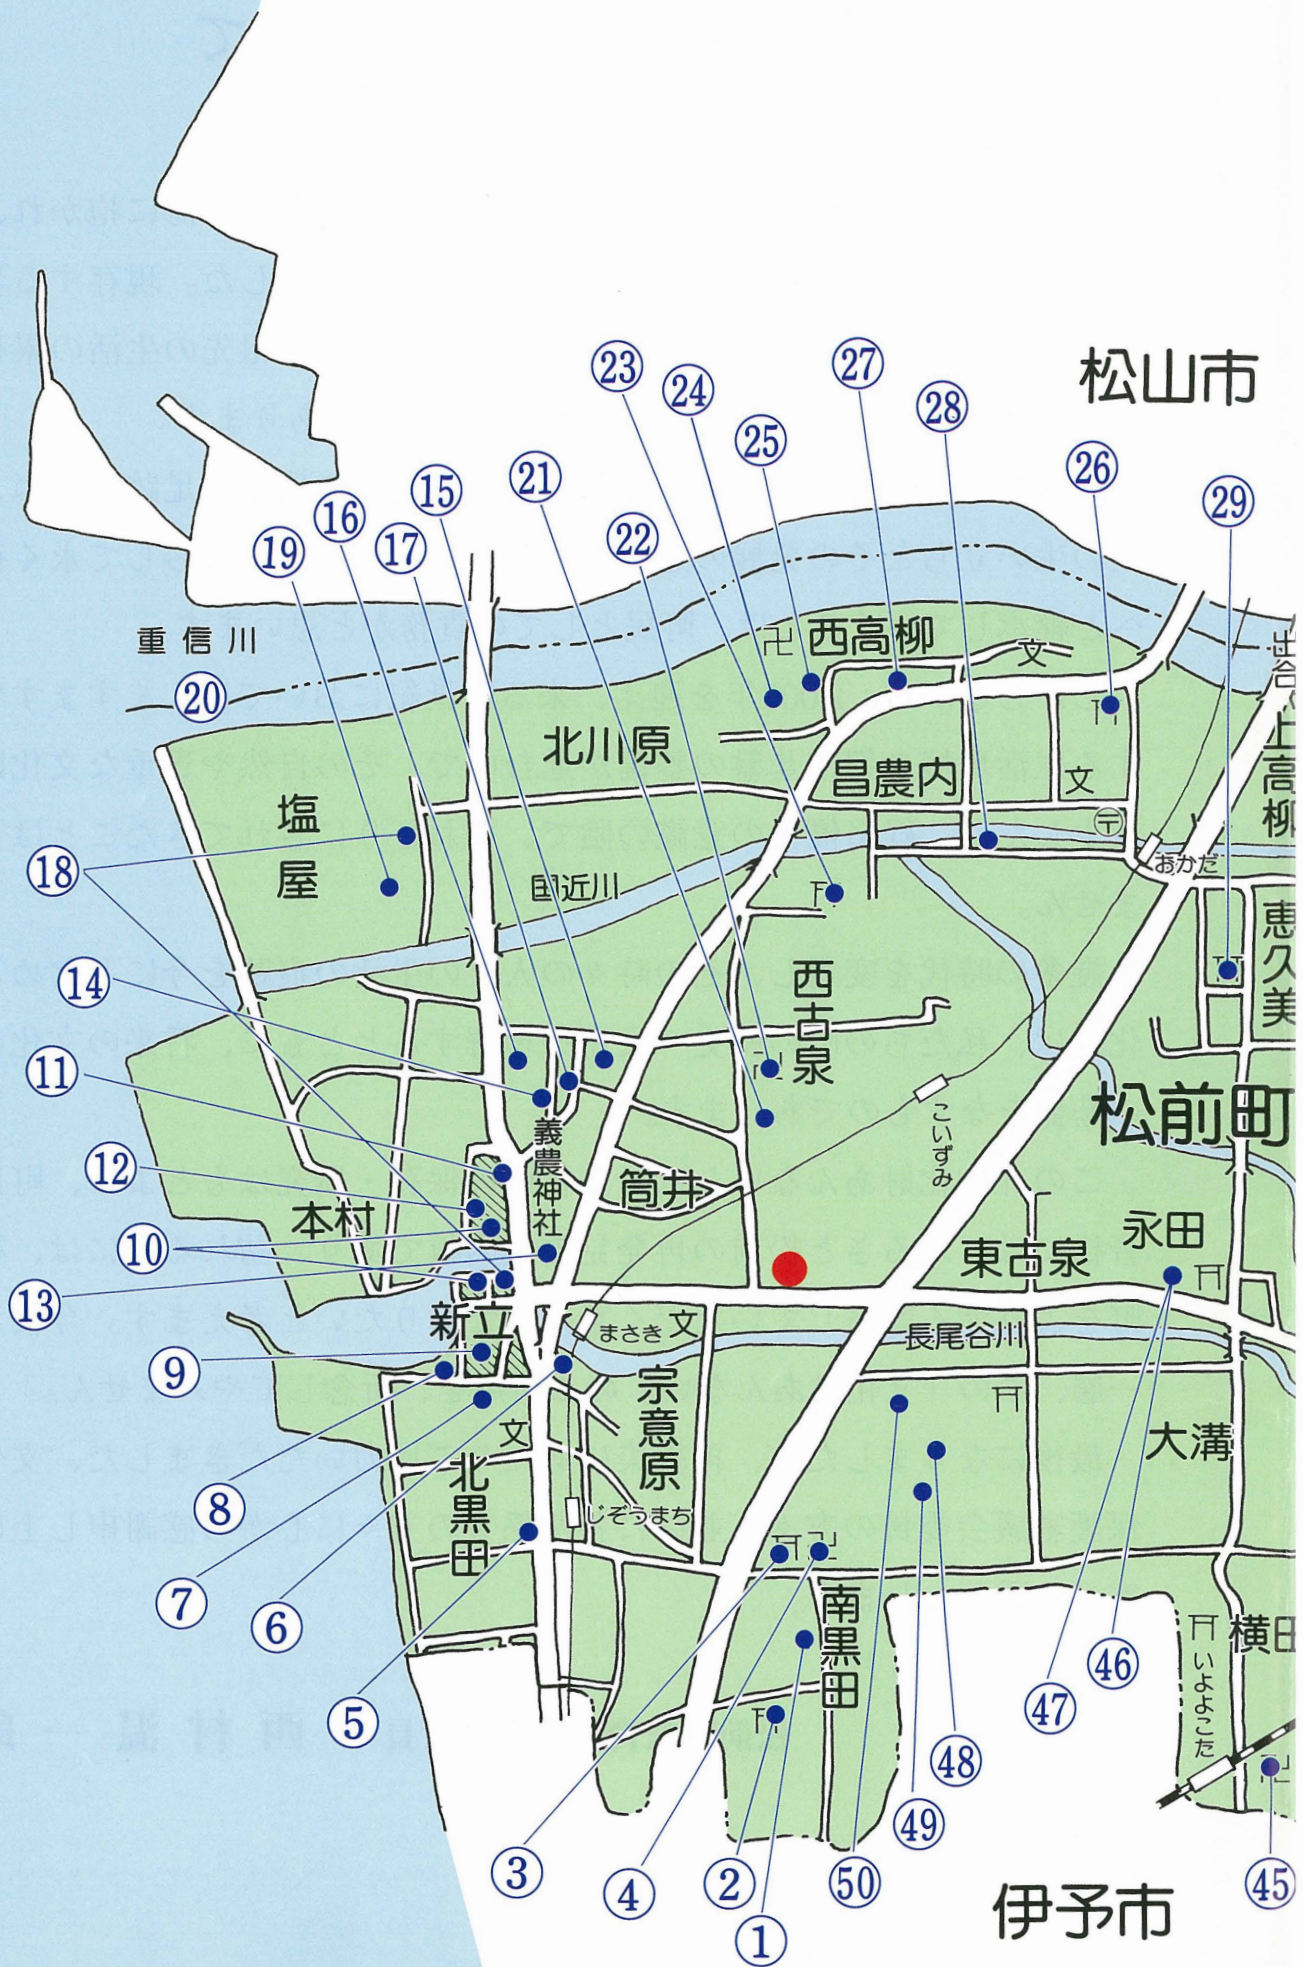 松山市
㉓
㉔
㉗
㉘
㉕
㉖
㉙
㉑
⑮
⑯
⑰
⑲
㉒
重信川
⑳
西高柳
文
出合
上高柳
北川原
昌農内
文
〒
おかだ
塩屋
国近川
⑱
恵久美
西古泉
⑭
⑪
松前町
こいずみ
義農神社
筒井
⑫
本村
永田
東古泉
⑩
⑬
新立
まさき
文
長尾谷川
⑨
宗意原
文
大溝
北黒田
じぞうまち
⑧
⑦
⑥
⑤
南黒田
横田
いよよこた
㊻
㊼
㊽
㊾
㊿
③
④
②
①
㊺
伊予市